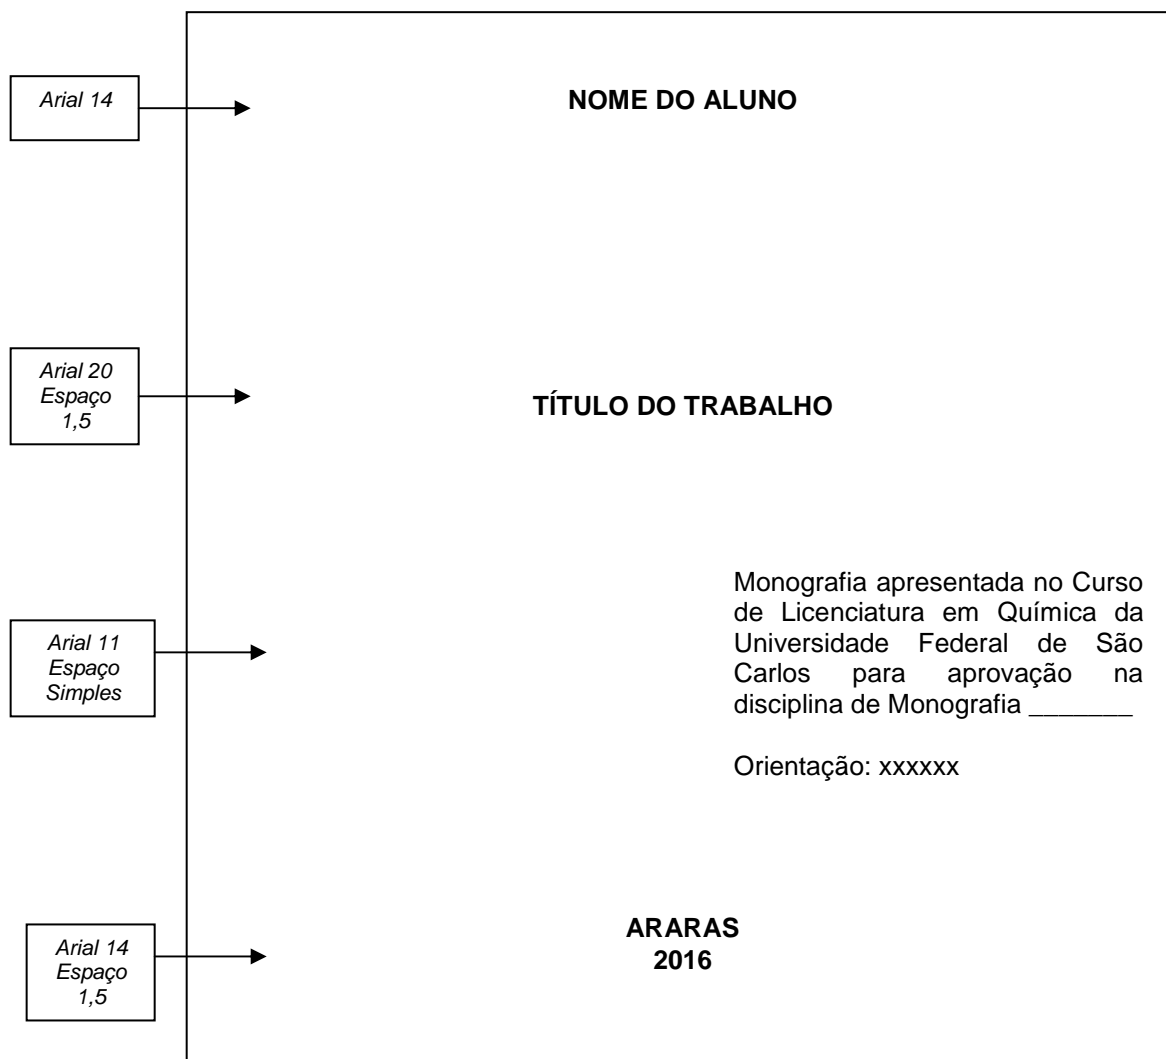 Arial 14
NOME DO ALUNO
Arial 20
Espaço
1,5
TÍTULO DO TRABALHO
Monografia apresentada no Curso
de Licenciatura em Química da
Universidade Federal de São
Carlos para aprovação na
disciplina de Monografia _______
Orientação: xxxxxx
Arial 11
Espaço
Simples
ARARAS
2016
Arial 14
Espaço
1,5